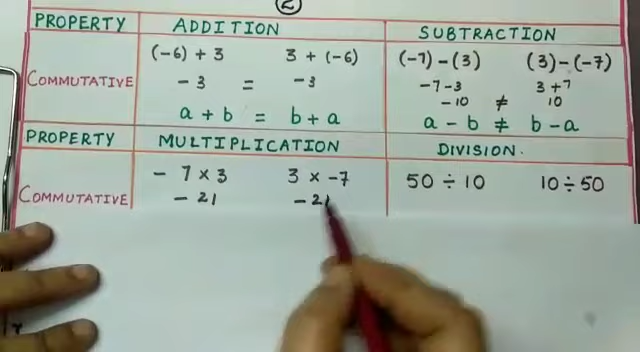 2
PROPERTY ADDITION SUBTRACTION
(-6) + 3 3 + (-6) (-7) - (3) (3) - (-7)
COMMUTATIVE - 3 = - 3 -7-3 3+7
-10 ≠ 10
a + b = b + a a - b ≠ b - a
PROPERTY MULTIPLICATION DIVISION.
- 7 x 3 3 x -7 50 ÷ 10 10 ÷ 50
COMMUTATIVE - 21 - 21